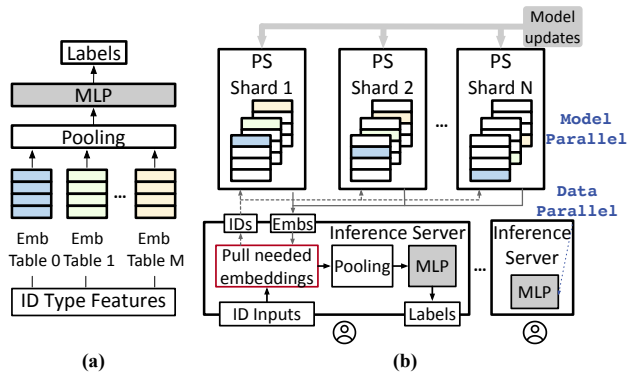 Labels
MLP
Pooling
...
Emb Table 0
Emb Table 1
Emb Table M
ID Type Features
(a)
Model
updates
PS
Shard 1
PS
Shard 2
...
PS
Shard N
Model
Parallel
Data
Parallel
IDs
Embs
Inference Server
Pull needed
embeddings
Pooling
MLP
ID Inputs
Labels
...
Inference
Server
MLP
(b)